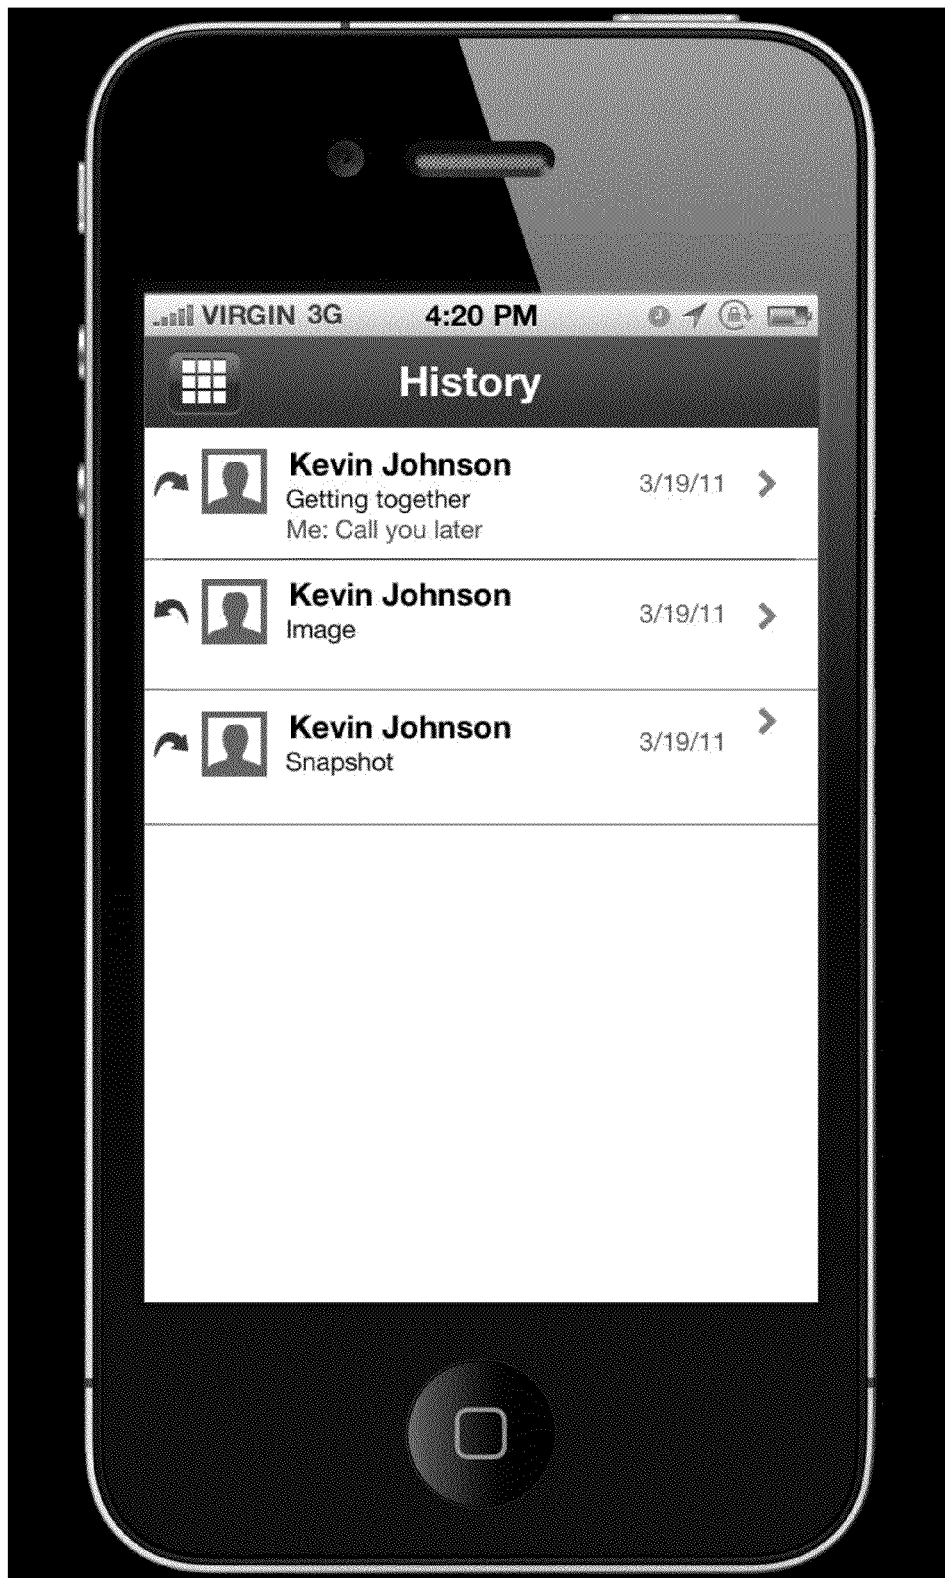 VIRGIN 3G 4:20 PM
History
Kevin Johnson
Getting together
Me: Call you later
3/19/11
Kevin Johnson
Image
3/19/11
Kevin Johnson
Snapshot
3/19/11